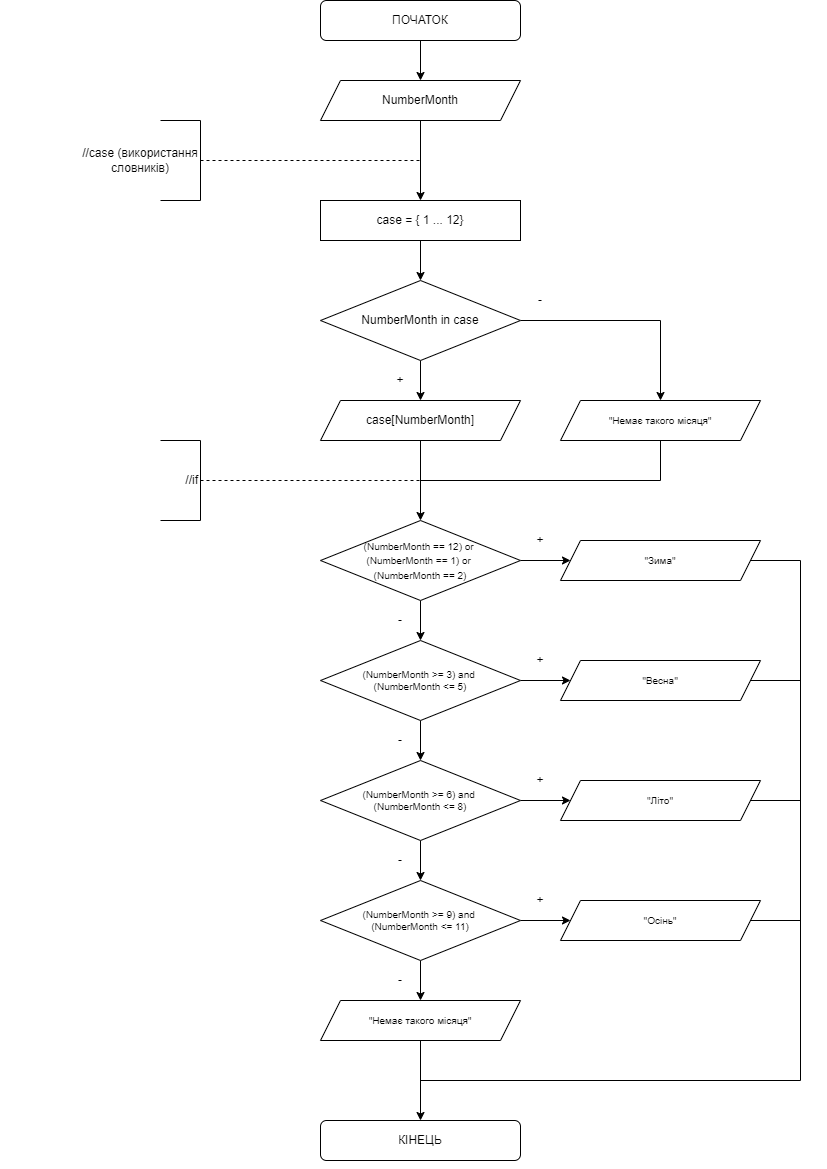 ПОЧАТОК
NumberMonth
//case (використання
словників)
case = { 1 ... 12}
NumberMonth in case
-
+
case[NumberMonth]
"Немає такого місяця"
//if
(NumberMonth == 12) or
(NumberMonth == 1) or
(NumberMonth == 2)
+
"Зима"
-
(NumberMonth >= 3) and
(NumberMonth <= 5)
+
"Весна"
-
(NumberMonth >= 6) and
(NumberMonth <= 8)
+
"Літо"
-
(NumberMonth >= 9) and
(NumberMonth <= 11)
+
"Осінь"
-
"Немає такого місяця"
КІНЕЦЬ